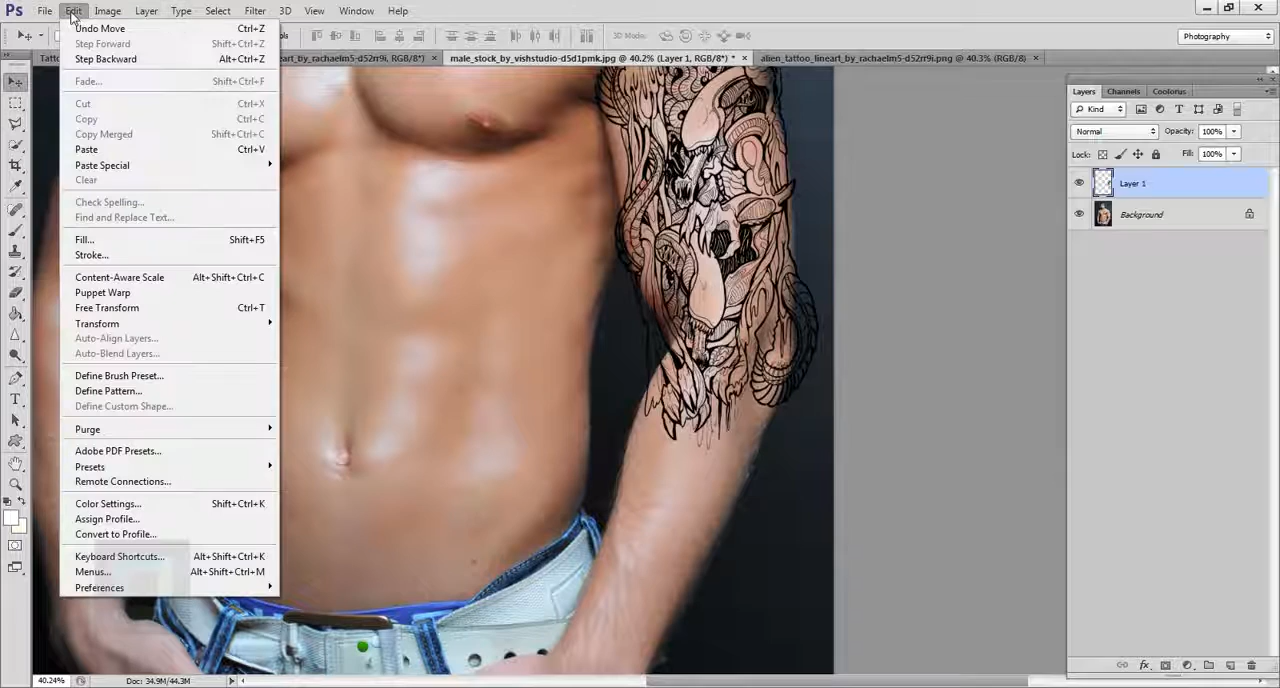 Ps File Edit Image Layer Type Select Filter 3D View Window Help
3D Mode: Photography
Undo Move Ctrl+Z
Step Forward Shift+Ctrl+Z
Step Backward Alt+Ctrl+Z
Fade... Shift+Ctrl+F
Cut Ctrl+X
Copy Ctrl+C
Copy Merged Shift+Ctrl+C
Paste Ctrl+V
Paste Special
Clear
Check Spelling...
Find and Replace Text...
Fill... Shift+F5
Stroke...
Content-Aware Scale Alt+Shift+Ctrl+C
Puppet Warp
Free Transform Ctrl+T
Transform
Auto-Align Layers...
Auto-Blend Layers...
Define Brush Preset...
Define Pattern...
Define Custom Shape...
Purge
Adobe PDF Presets...
Presets
Remote Connections...
Color Settings... Shift+Ctrl+K
Assign Profile...
Convert to Profile...
Keyboard Shortcuts... Alt+Shift+Ctrl+K
Menus... Alt+Shift+Ctrl+M
Preferences
neart_by_rachaelm5-d52rr9i, RGB/8*) × male_stock_by_vishstudio-d5d1pmk.jpg @ 40.2% (Layer 1, RGB/8*) * × alien_tattoo_lineart_by_rachaelm5-d52rr9i.png @ 40.3% (RGB/8) ×
Layers Channels Coolorus
Kind
Normal Opacity: 100%
Lock: Fill: 100%
Layer 1
Background
fx
40.24% Doc: 34.9M/44.3M